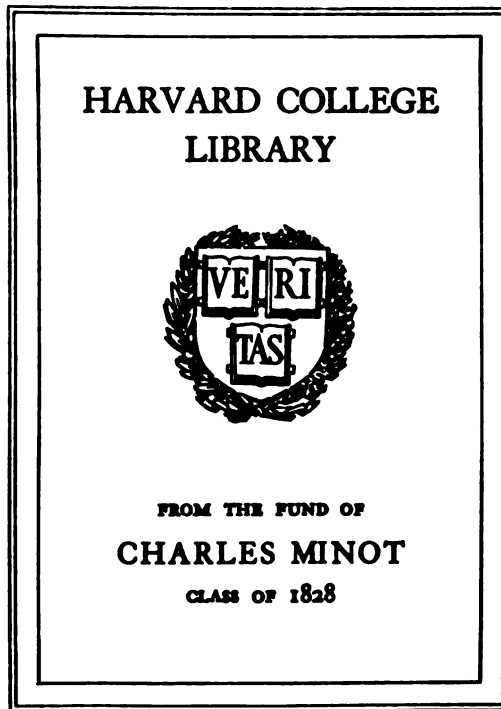 HARVARD COLLEGE
LIBRARY
VE RI
TAS
FROM THE FUND OF
CHARLES MINOT
CLASS OF 1828